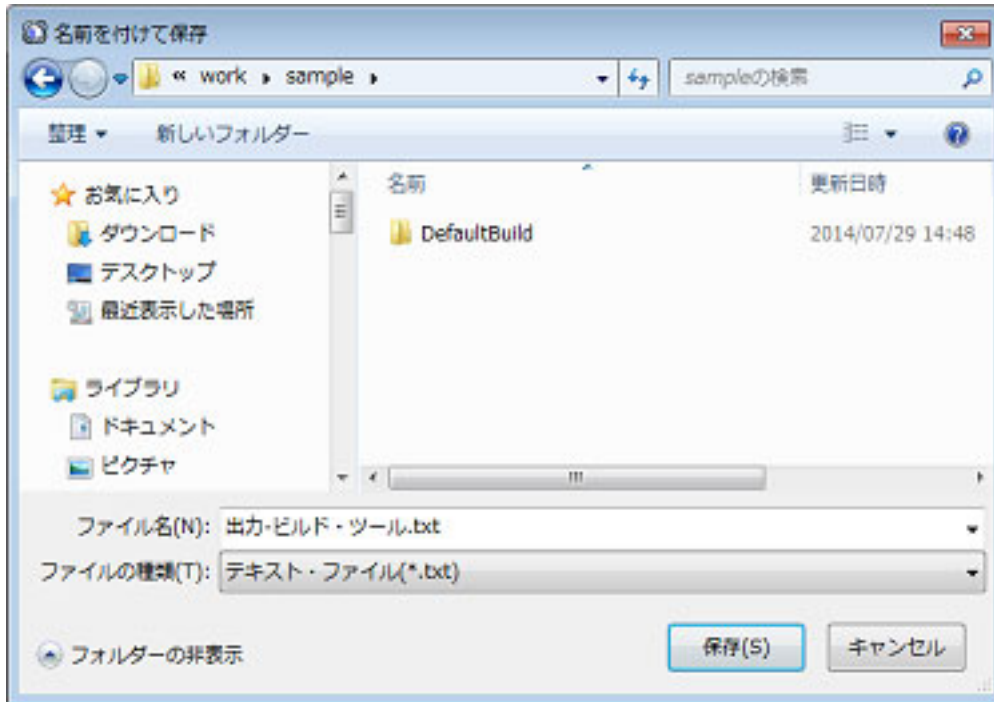 名前を付けて保存
« work ▸ sample ▸
sampleの検索
整理 ▼ 新しいフォルダー
お気に入り
ダウンロード
デスクトップ
最近表示した場所
ライブラリ
ドキュメント
ピクチャ
名前 更新日時
DefaultBuild 2014/07/29 14:48
ファイル名(N): 出力-ビルド・ツール.txt
ファイルの種類(T): テキスト・ファイル(*.txt)
フォルダーの非表示
保存(S) キャンセル